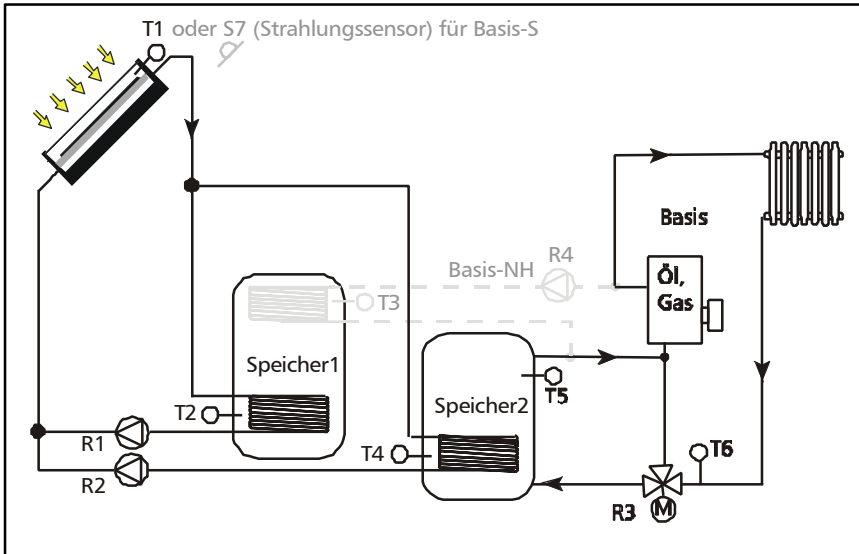 T1 oder S7 (Strahlungssensor) für Basis-S
Basis
Basis-NH
R4
Öl,
Gas
T3
Speicher1
T5
Speicher2
T2
R1
T4
T6
R2
R3
M